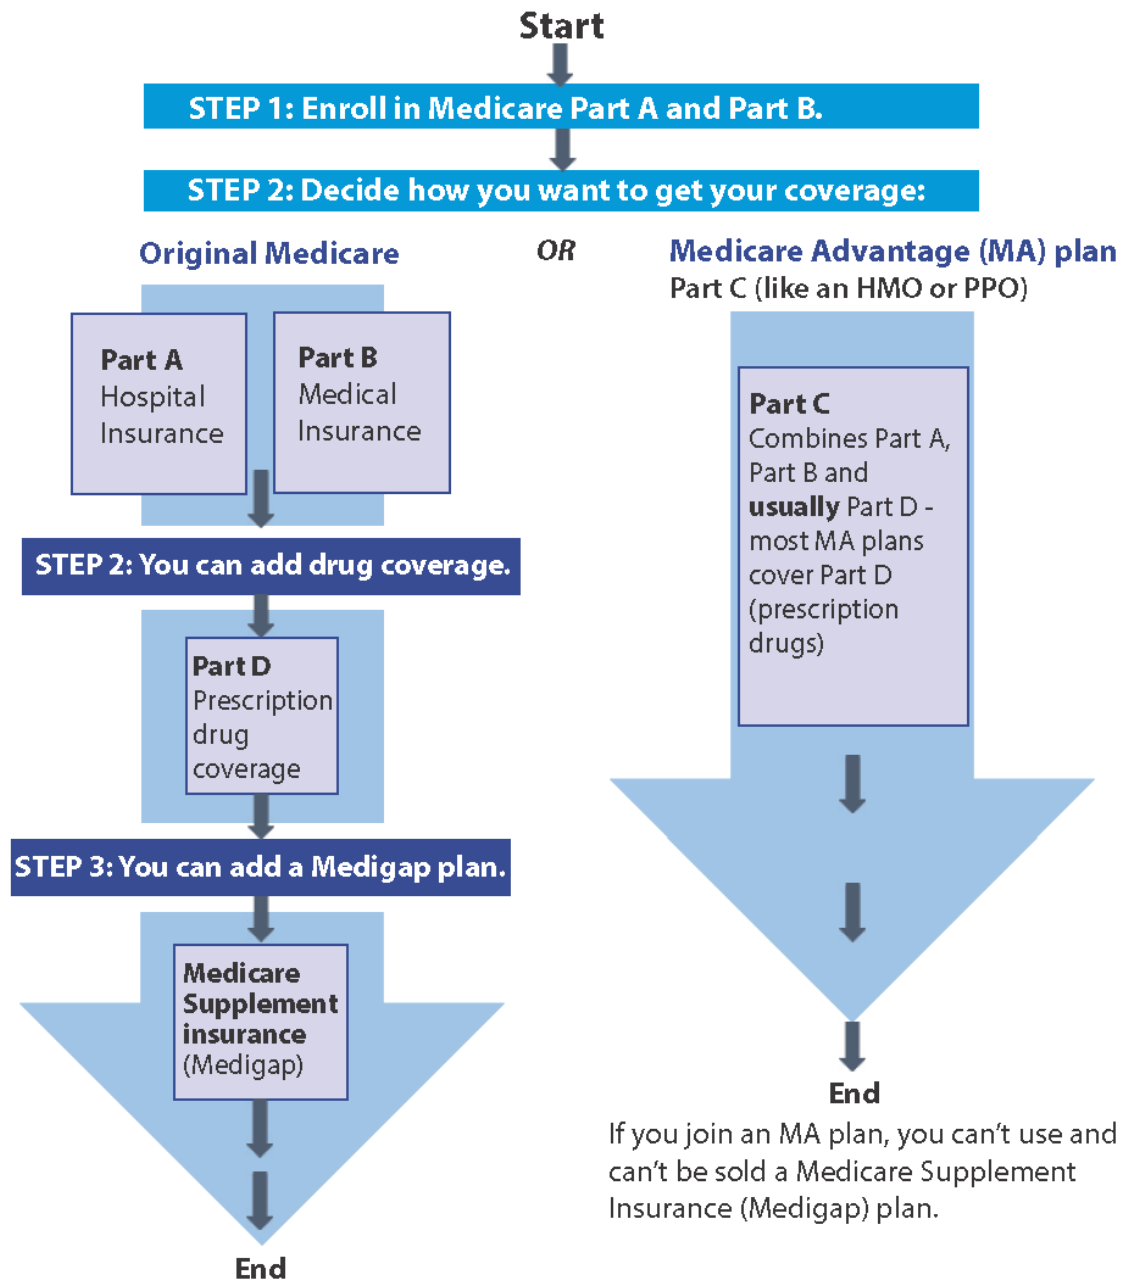 Start
STEP 1: Enroll in Medicare Part A and Part B.
STEP 2: Decide how you want to get your coverage:
Original Medicare
OR
Medicare Advantage (MA) plan
Part C (like an HMO or PPO)
Part A
Hospital
Insurance
Part B
Medical
Insurance
STEP 2: You can add drug coverage.
Part D
Prescription
drug
coverage
STEP 3: You can add a Medigap plan.
Medicare
Supplement
insurance
(Medigap)
End
Part C
Combines Part A,
Part B and
usually Part D -
most MA plans
cover Part D
(prescription
drugs)
End
If you join an MA plan, you can’t use and
can’t be sold a Medicare Supplement
Insurance (Medigap) plan.